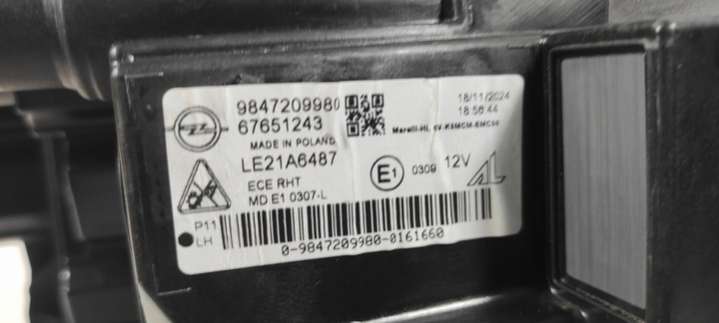 9847209980
67651243
MADE IN POLAND
LE21A6487
ECE RHT
MD E1 0307-L
18/11/2024
18:56:44
E1 0309 12V AL
P11
LH
0-9847209980-0161660